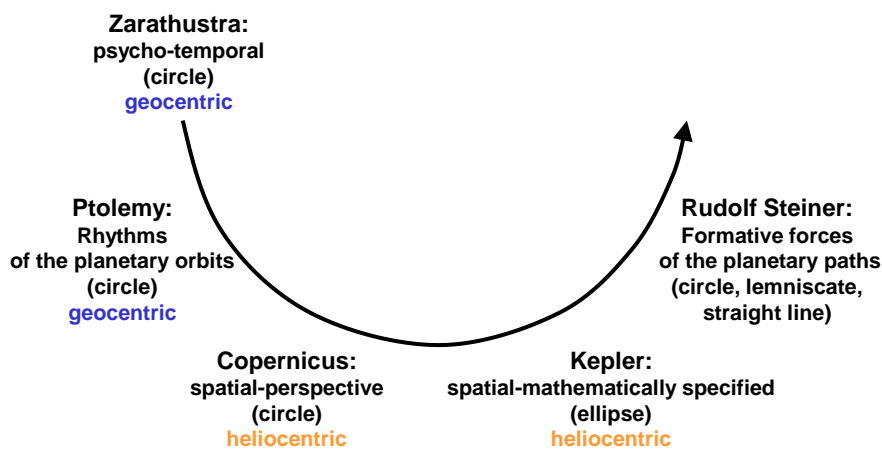 Zarathustra:
psycho-temporal
(circle)
geocentric
Ptolemy:
Rhythms
of the planetary orbits
(circle)
geocentric
Copernicus:
spatial-perspective
(circle)
heliocentric
Kepler:
spatial-mathematically specified
(ellipse)
heliocentric
Rudolf Steiner:
Formative forces
of the planetary paths
(circle, lemniscate,
straight line)